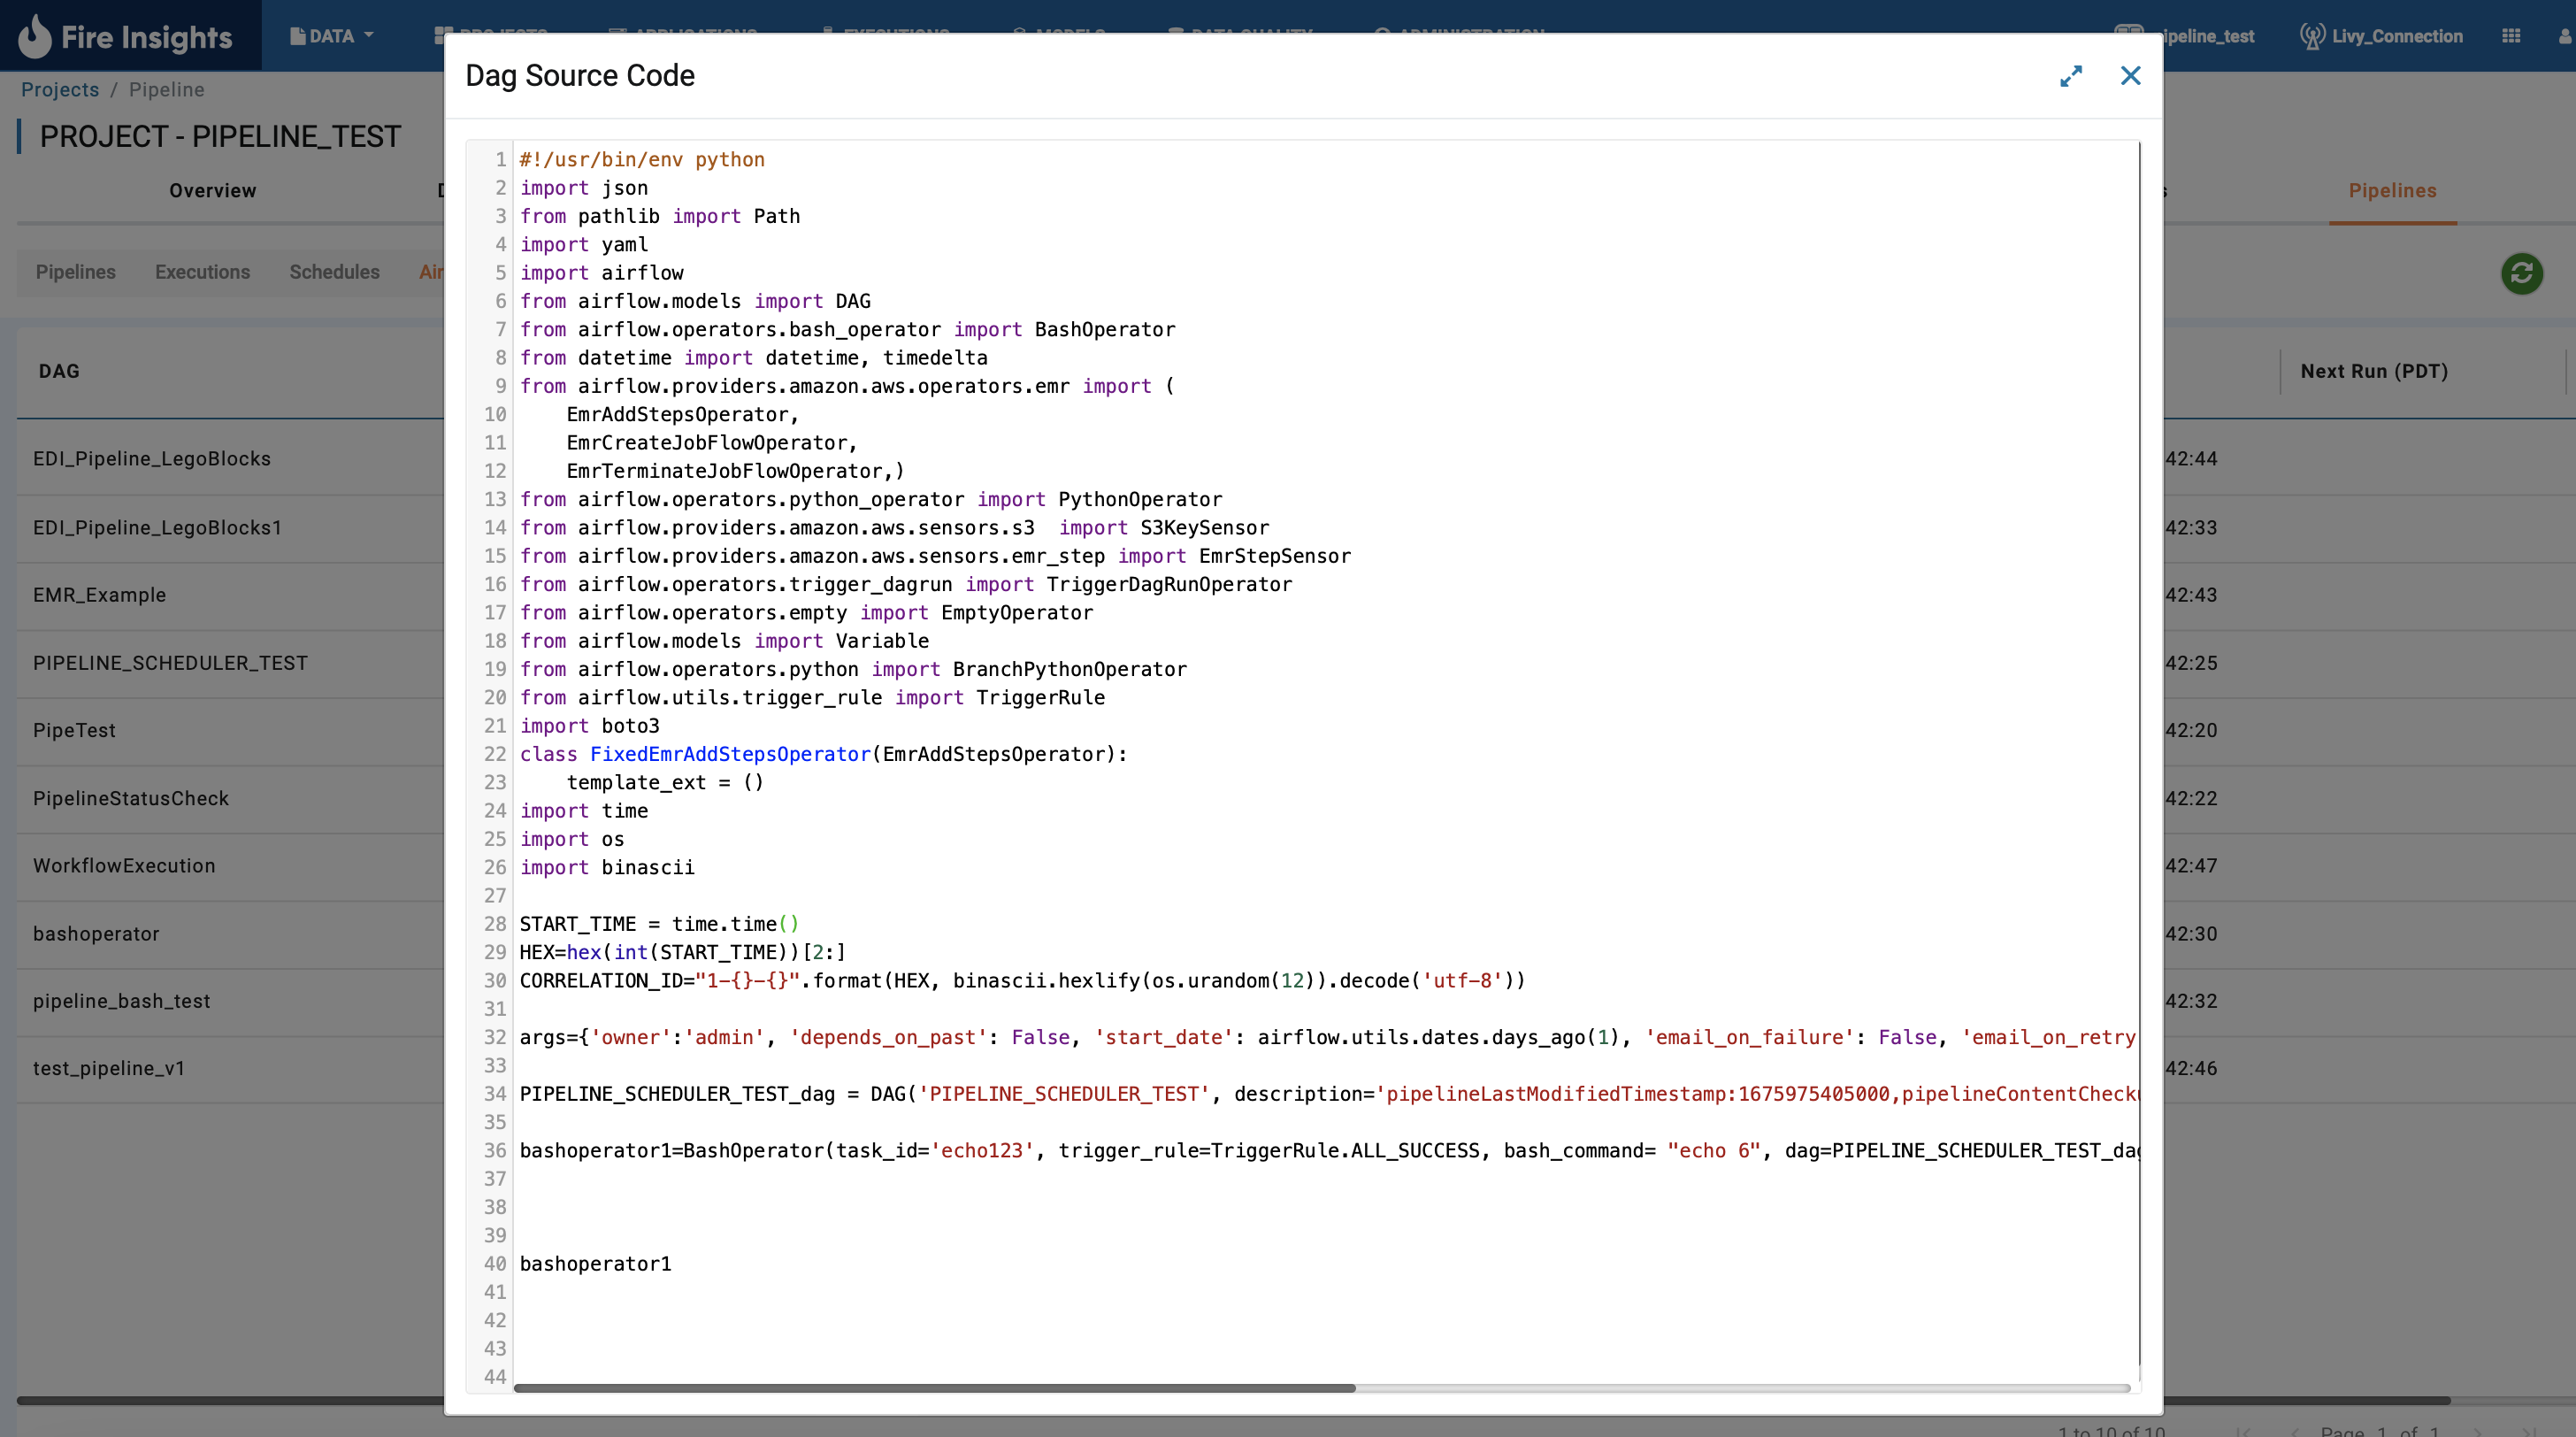 Fire Insights
DATA
PROJECTS APPLICATIONS EXECUTIONS MODELS DATA QUALITY ADMINISTRATION
ipeline_test
Livy_Connection
Projects / Pipeline
PROJECT - PIPELINE_TEST
Overview
Pipelines
Pipelines Executions Schedules Air
DAG
Next Run (PDT)
EDI_Pipeline_LegoBlocks
42:44
EDI_Pipeline_LegoBlocks1
42:33
EMR_Example
42:43
PIPELINE_SCHEDULER_TEST
42:25
PipeTest
42:20
PipelineStatusCheck
42:22
WorkflowExecution
42:47
bashoperator
42:30
pipeline_bash_test
42:32
test_pipeline_v1
42:46
1 to 10 of 10 Page 1 of 1
Dag Source Code
1 #!/usr/bin/env python
2 import json
3 from pathlib import Path
4 import yaml
5 import airflow
6 from airflow.models import DAG
7 from airflow.operators.bash_operator import BashOperator
8 from datetime import datetime, timedelta
9 from airflow.providers.amazon.aws.operators.emr import (
10     EmrAddStepsOperator,
11     EmrCreateJobFlowOperator,
12     EmrTerminateJobFlowOperator,)
13 from airflow.operators.python_operator import PythonOperator
14 from airflow.providers.amazon.aws.sensors.s3  import S3KeySensor
15 from airflow.providers.amazon.aws.sensors.emr_step import EmrStepSensor
16 from airflow.operators.trigger_dagrun import TriggerDagRunOperator
17 from airflow.operators.empty import EmptyOperator
18 from airflow.models import Variable
19 from airflow.operators.python import BranchPythonOperator
20 from airflow.utils.trigger_rule import TriggerRule
21 import boto3
22 class FixedEmrAddStepsOperator(EmrAddStepsOperator):
23     template_ext = ()
24 import time
25 import os
26 import binascii
27
28 START_TIME = time.time()
29 HEX=hex(int(START_TIME))[2:]
30 CORRELATION_ID="1-{}-{}".format(HEX, binascii.hexlify(os.urandom(12)).decode('utf-8'))
31
32 args={'owner':'admin', 'depends_on_past': False, 'start_date': airflow.utils.dates.days_ago(1), 'email_on_failure': False, 'email_on_retry
33
34 PIPELINE_SCHEDULER_TEST_dag = DAG('PIPELINE_SCHEDULER_TEST', description='pipelineLastModifiedTimestamp:1675975405000,pipelineContentChecku
35
36 bashoperator1=BashOperator(task_id='echo123', trigger_rule=TriggerRule.ALL_SUCCESS, bash_command= "echo 6", dag=PIPELINE_SCHEDULER_TEST_dag
37
38
39
40 bashoperator1
41
42
43
44